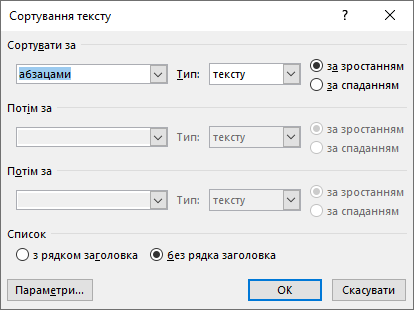 Сортування тексту
? ×
Сортувати за
абзацами Тип: тексту за зростанням
за спаданням
Потім за
Тип: тексту за зростанням
за спаданням
Потім за
Тип: тексту за зростанням
за спаданням
Список
з рядком заголовка без рядка заголовка
Параметри... OK Скасувати